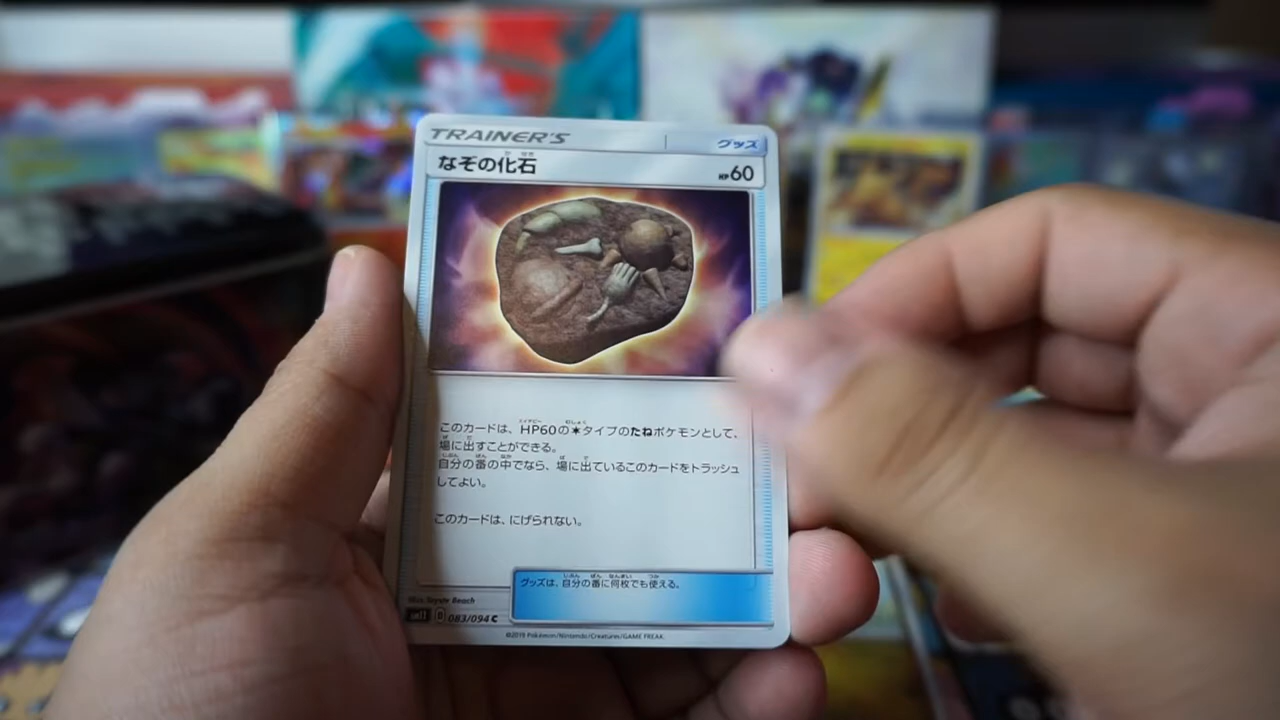 TRAINER'S グッズ
なぞの化石 HP60
このカードは、HP60の✶タイプのたねポケモンとして、
場に出すことができる。
自分の番の中でなら、場に出ているこのカードをトラッシュ
してよい。
このカードは、にげられない。
グッズは、自分の番に何枚でも使える。
Illus. Toyste Beach
sm11 D 083/094 C
©2019 Pokémon/Nintendo/Creatures/GAME FREAK.